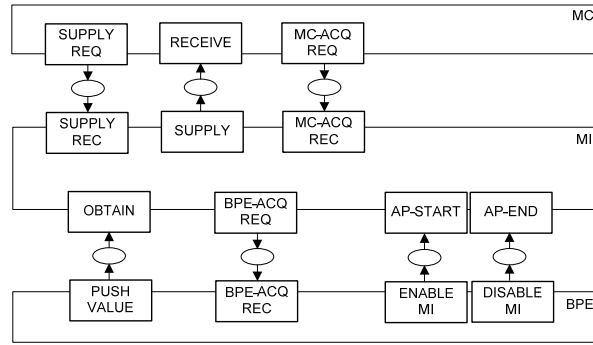 MC
SUPPLY
REQ
RECEIVE
MC-ACQ
REQ
SUPPLY
REC
SUPPLY
MC-ACQ
REC
MI
OBTAIN
BPE-ACQ
REQ
AP-START
AP-END
PUSH
VALUE
BPE-ACQ
REC
ENABLE
MI
DISABLE
MI
BPE